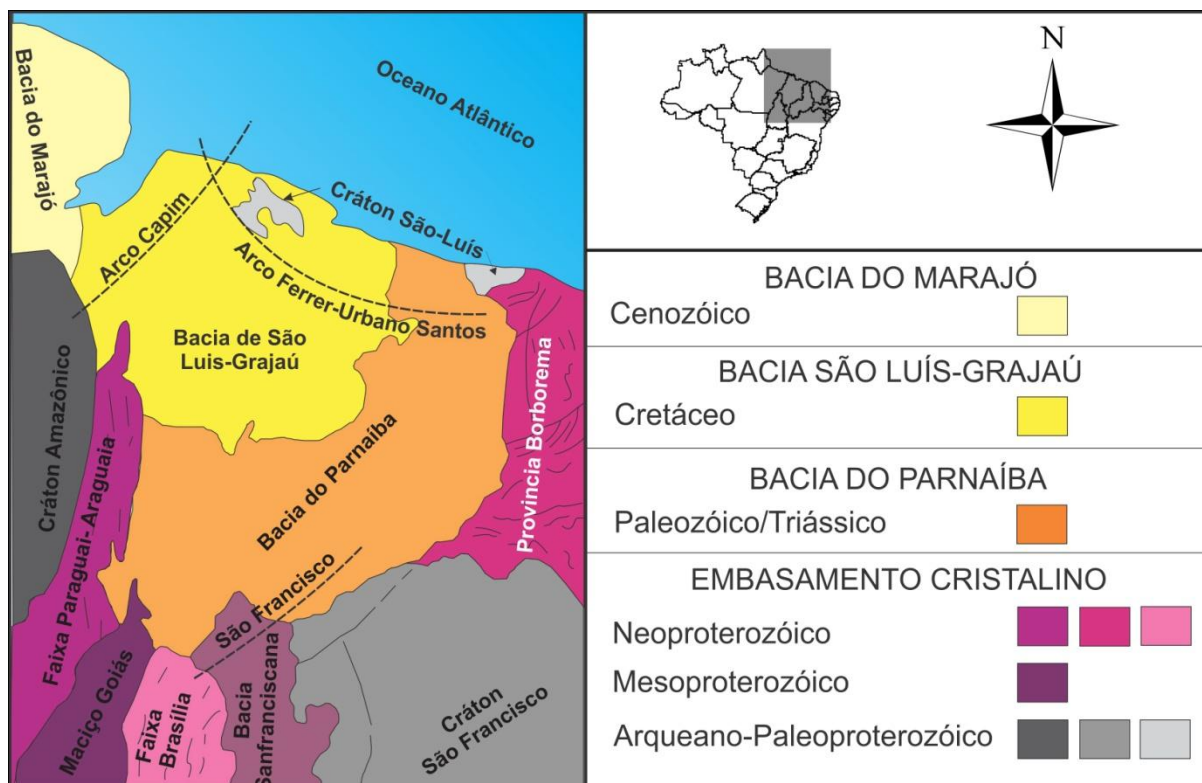 Bacia do Marajó
Oceano Atlântico
Arco Capim
Cráton São-Luís
Arco Ferrer-Urbano Santos
Bacia de São
Luis-Grajaú
Cráton Amazônico
Faixa Paraguai- Araguaia
Bacia do Parnaíba
Provincia Borborema
São Francisco
Maciço Goiás
Faixa
Brasília
Bacia
Sanfranciscana
Cráton
São Francisco
N
BACIA DO MARAJÓ
Cenozóico
BACIA SÃO LUÍS-GRAJAÚ
Cretáceo
BACIA DO PARNAÍBA
Paleozóico/Triássico
EMBASAMENTO CRISTALINO
Neoproterozóico
Mesoproterozóico
Arqueano-Paleoproterozóico